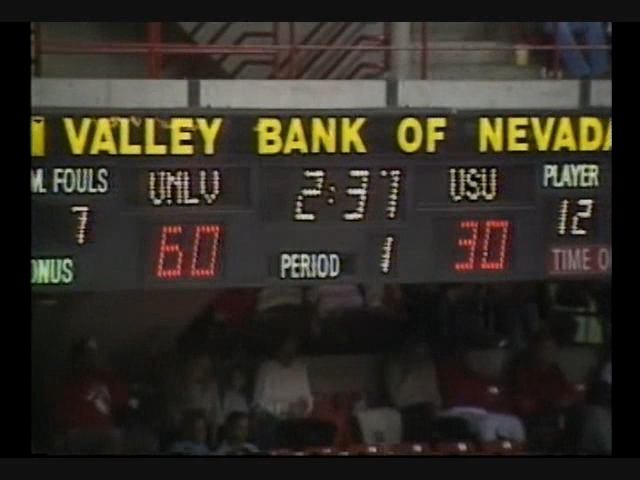 VALLEY BANK OF NEVADA
M. FOULS UNLV 2:37 USU PLAYER
7 60 PERIOD 1 30 12
ONUS TIME O